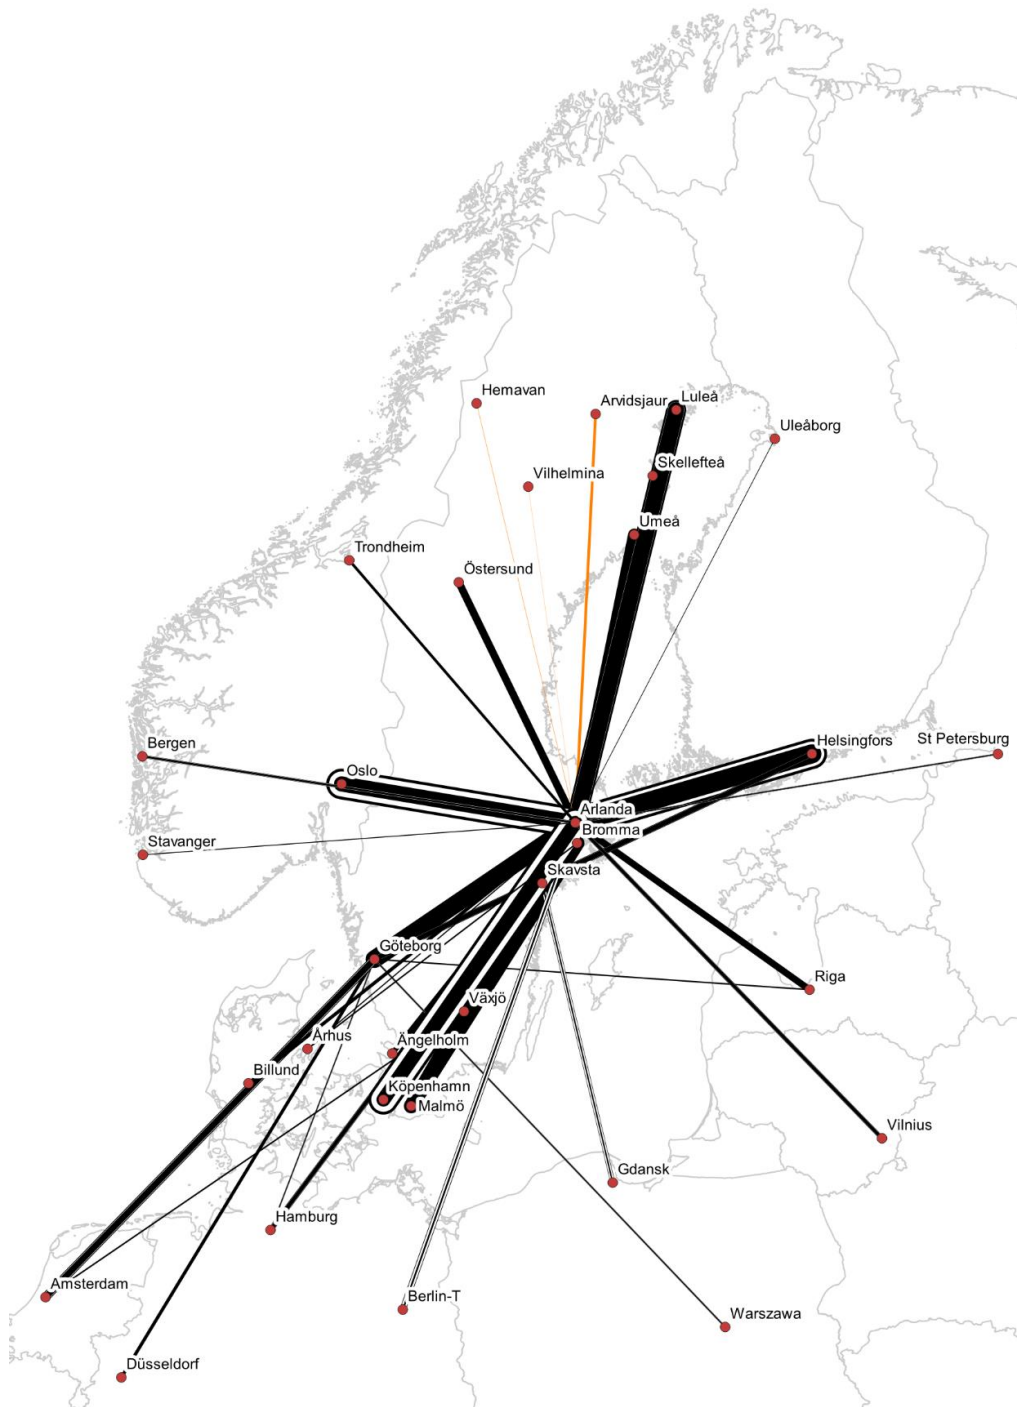 Hemavan
Arvidsjaur
Luleå
Uleåborg
Skellefteå
Vilhelmina
Umeå
Trondheim
Östersund
Bergen
Helsingfors
St Petersburg
Oslo
Arlanda
Bromma
Stavanger
Skavsta
Göteborg
Riga
Växjö
Århus
Ängelholm
Billund
Köpenhamn
Malmö
Vilnius
Gdansk
Hamburg
Amsterdam
Berlin-T
Warszawa
Düsseldorf